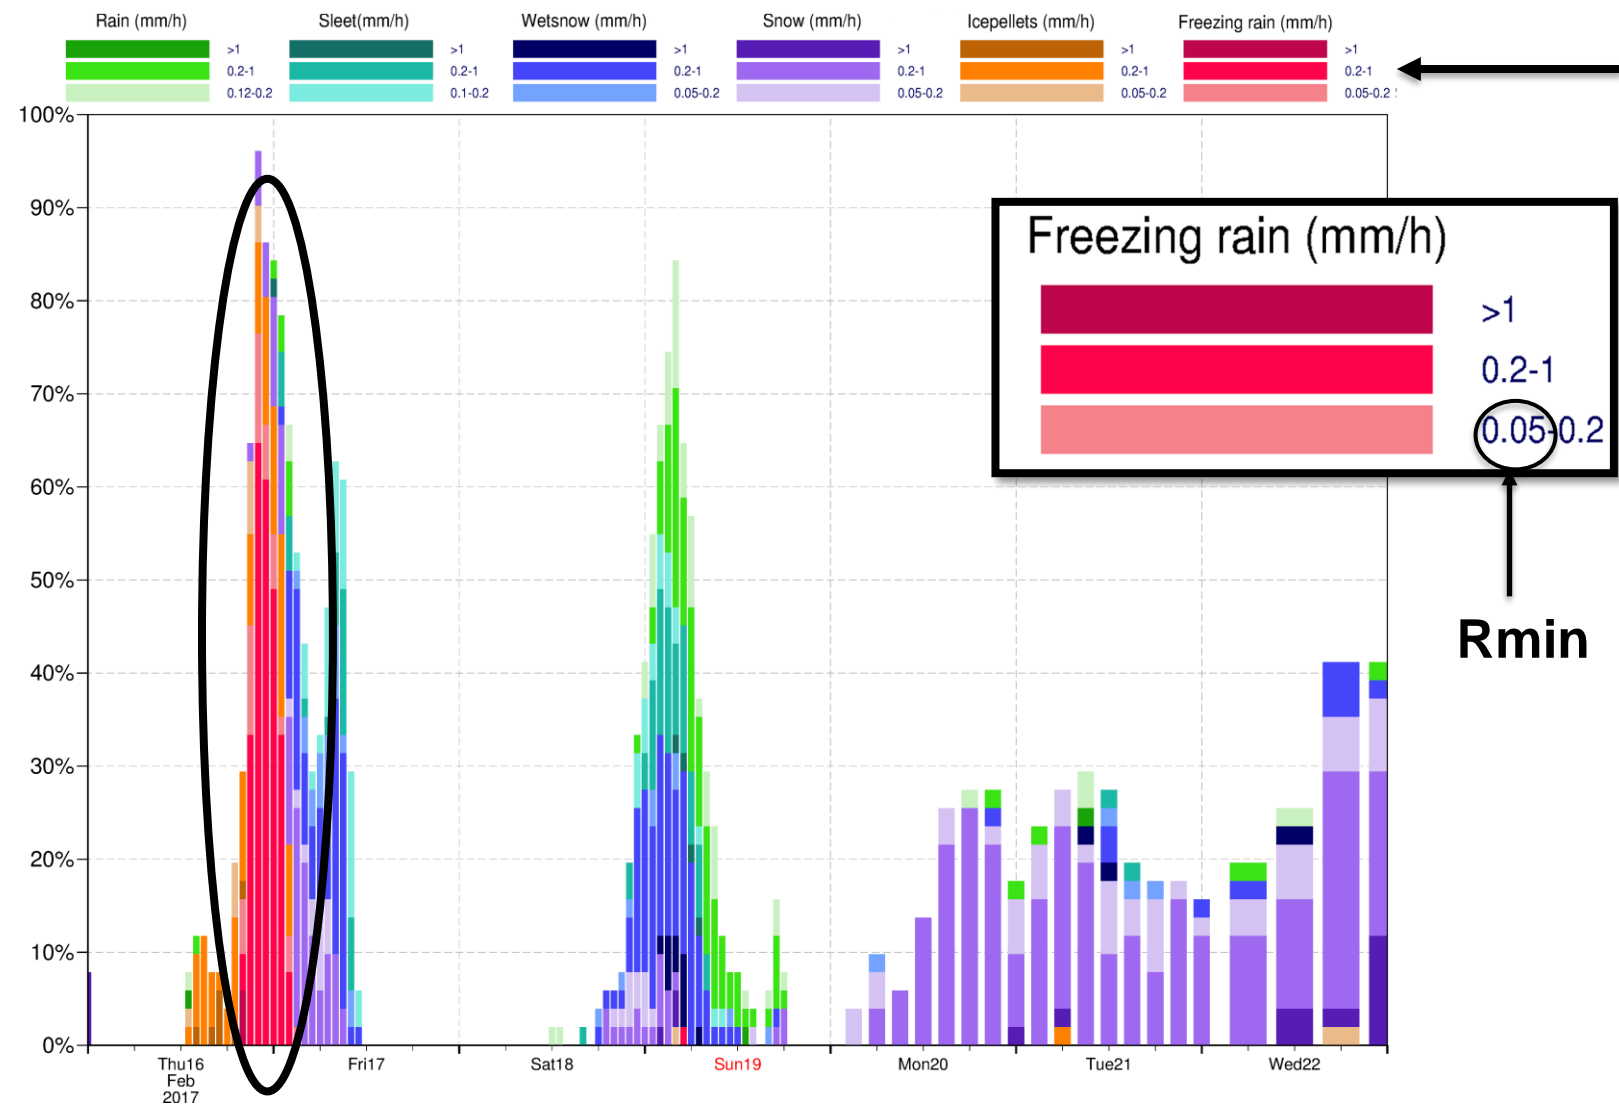 Rain (mm/h) Sleet(mm/h) Wetsnow (mm/h) Snow (mm/h) Icepellets (mm/h) Freezing rain (mm/h)
>1 >1 >1 >1 >1 >1
0.2-1 0.2-1 0.2-1 0.2-1 0.2-1 0.2-1
0.12-0.2 0.1-0.2 0.05-0.2 0.05-0.2 0.05-0.2 0.05-0.2
100%
90%
Freezing rain (mm/h)
80%
>1
0.2-1
70%
0.05-0.2
60%
50%
Rmin
40%
30%
20%
10%
0%
Thu16 Fri17 Sat18 Sun19 Mon20 Tue21 Wed22
Feb
2017